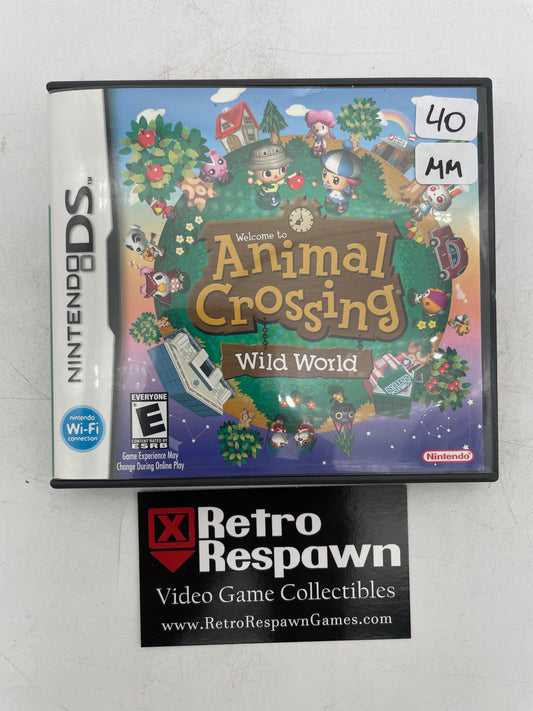 NINTENDO DS™
nintendo
Wi-Fi
connection
40
MM
Welcome to
Animal
Crossing
Wild World
EVERYONE
E
CONTENT RATED BY
ESRB
Game Experience May
Change During Online Play
Nintendo
Retro
Respawn
Video Game Collectibles
www.RetroRespawnGames.com